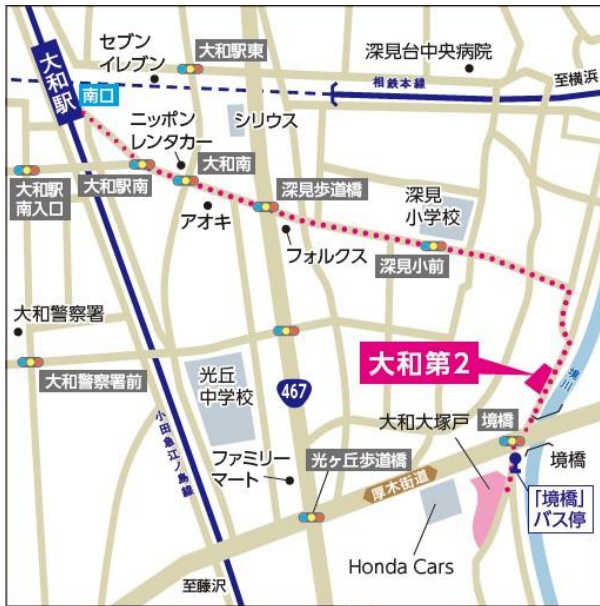 セブン
イレブン
大和駅東
深見台中央病院
大和駅
南口
相鉄本線
至横浜
ニッポン
レンタカー
シリウス
大和駅
南入口
大和駅南
大和南
アオキ
深見歩道橋
フォルクス
深見
小学校
深見小前
大和警察署
大和警察署前
光丘
中学校
467
大和第2
境川
小田急江ノ島線
大和大塚戸
境橋
ファミリー
マート
光ヶ丘歩道橋
厚木街道
境橋
「境橋」
バス停
Honda Cars
至藤沢